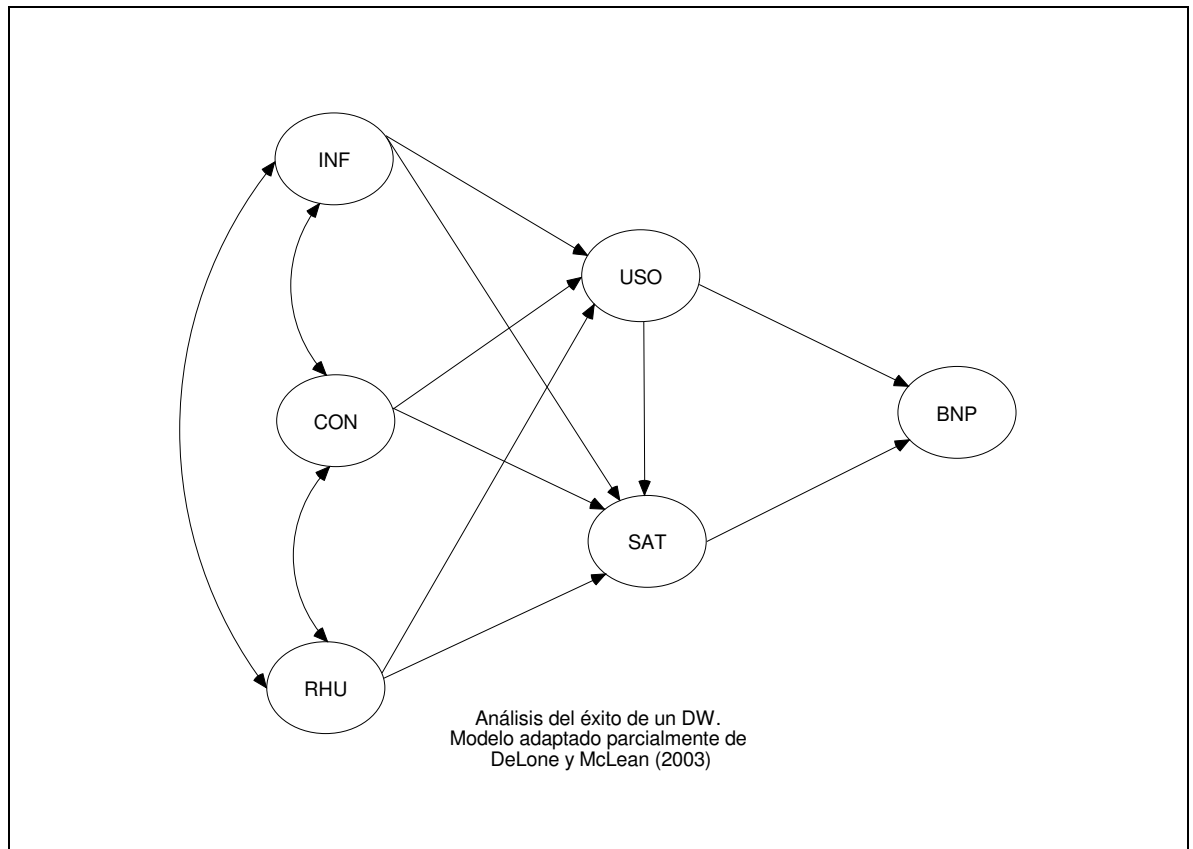 INF
USO
CON
BNP
SAT
RHU
Análisis del éxito de un DW.
Modelo adaptado parcialmente de
DeLone y McLean (2003)